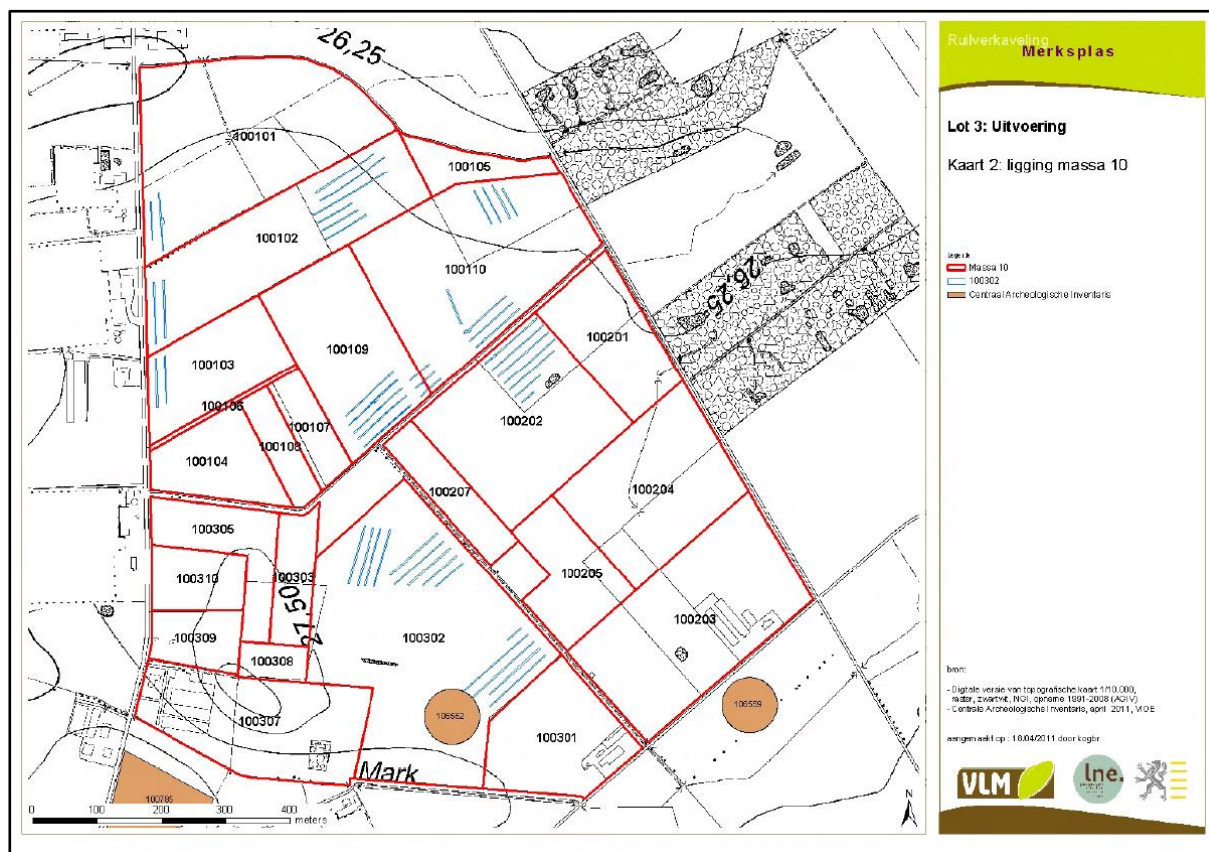 26,25
100101
100105
100102
100110
26,25
100201
100109
100103
100106
100202
100107
100108
100104
100207
100204
100305
100303
100310
100205
27,50
100203
100302
100309
100308
106559
100307
100301
Mark
0 100 200 300 400
meters
N
Ruilverkaveling
Merksplas
Lot 3: Uitvoering
Kaart 2: ligging massa 10
Legende
Massa 10
100302
Centraal Archeologische Inventaris
bron:
- Digitale versie van topografische kaart 1/10.000,
raster, zwartwit, NGI, opname 1991-2008 (AGIV)
- Centrale Archeologische Inventaris, april 2011, VIOE
aangemaakt op : 18/04/2011 door kogbr
VLM
lne.